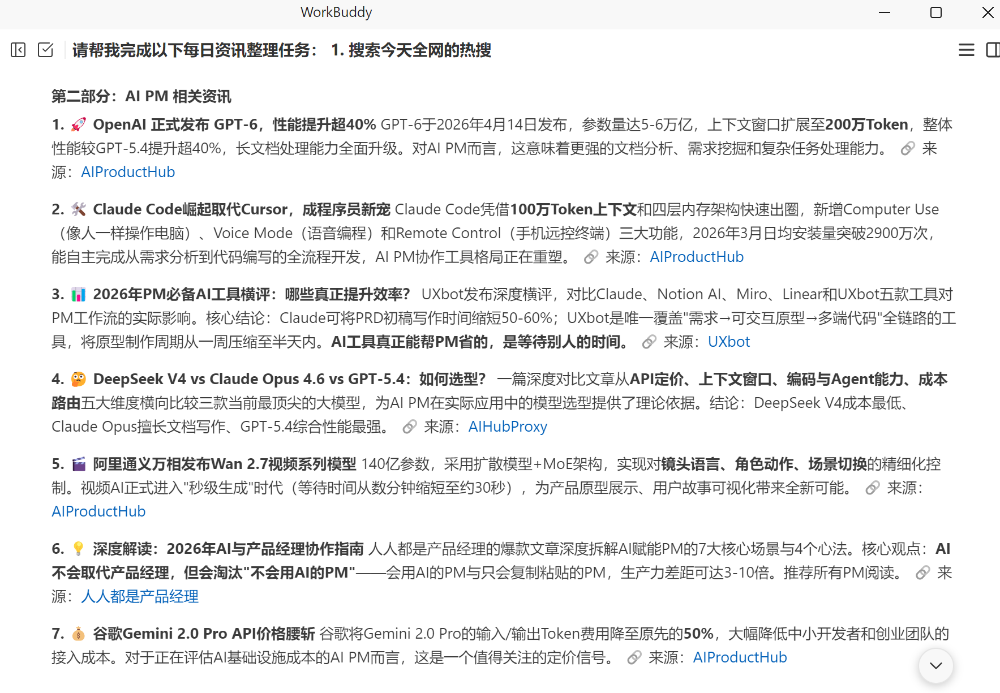 WorkBuddy
请帮我完成以下每日资讯整理任务： 1. 搜索今天全网的热搜
第二部分：AI PM 相关资讯
1. 🚀 OpenAI 正式发布 GPT-6，性能提升超40% GPT-6于2026年4月14日发布，参数量达5-6万亿，上下文窗口扩展至200万Token，整体
性能较GPT-5.4提升超40%，长文档处理能力全面升级。对AI PM而言，这意味着更强的文档分析、需求挖掘和复杂任务处理能力。 🔗 来
源：AIProductHub
2. 🛠️ Claude Code崛起取代Cursor，成程序员新宠 Claude Code凭借100万Token上下文和四层内存架构快速出圈，新增Computer Use
（像人一样操作电脑）、Voice Mode（语音编程）和Remote Control（手机远控终端）三大功能，2026年3月日均安装量突破2900万次，
能自主完成从需求分析到代码编写的全流程开发，AI PM协作工具格局正在重塑。 🔗 来源：AIProductHub
3. 📊 2026年PM必备AI工具横评：哪些真正提升效率？ UXbot发布深度横评，对比Claude、Notion AI、Miro、Linear和UXbot五款工具对
PM工作流的实际影响。核心结论：Claude可将PRD初稿写作时间缩短50-60%；UXbot是唯一覆盖"需求→可交互原型→多端代码"全链路的工
具，将原型制作周期从一周压缩至半天内。AI工具真正能帮PM省的，是等待别人的时间。 🔗 来源：UXbot
4. 🤔 DeepSeek V4 vs Claude Opus 4.6 vs GPT-5.4：如何选型？ 一篇深度对比文章从API定价、上下文窗口、编码与Agent能力、成本
路由五大维度横向比较三款当前最顶尖的大模型，为AI PM在实际应用中的模型选型提供了理论依据。结论：DeepSeek V4成本最低、
Claude Opus擅长文档写作、GPT-5.4综合性能最强。 🔗 来源：AIHubProxy
5. 🎬 阿里通义万相发布Wan 2.7视频系列模型 140亿参数，采用扩散模型+MoE架构，实现对镜头语言、角色动作、场景切换的精细化控
制。视频AI正式进入"秒级生成"时代（等待时间从数分钟缩短至约30秒），为产品原型展示、用户故事可视化带来全新可能。 🔗 来源：
AIProductHub
6. 💡 深度解读：2026年AI与产品经理协作指南 人人都是产品经理的爆款文章深度拆解AI赋能PM的7大核心场景与4个心法。核心观点：AI
不会取代产品经理，但会淘汰"不会用AI的PM"——会用AI的PM与只会复制粘贴的PM，生产力差距可达3-10倍。推荐所有PM阅读。 🔗 来
源：人人都是产品经理
7. 💰 谷歌Gemini 2.0 Pro API价格腰斩 谷歌将Gemini 2.0 Pro的输入/输出Token费用降至原先的50%，大幅降低中小开发者和创业团队的
接入成本。对于正在评估AI基础设施成本的AI PM而言，这是一个值得关注的定价信号。 🔗 来源：AIProductHub